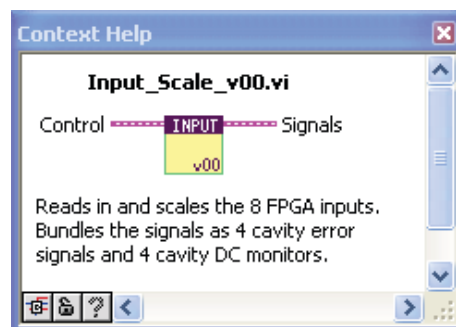 Context Help
Input_Scale_v00.vi
Control INPUT Signals
v00
Reads in and scales the 8 FPGA inputs.
Bundles the signals as 4 cavity error
signals and 4 cavity DC monitors.
?